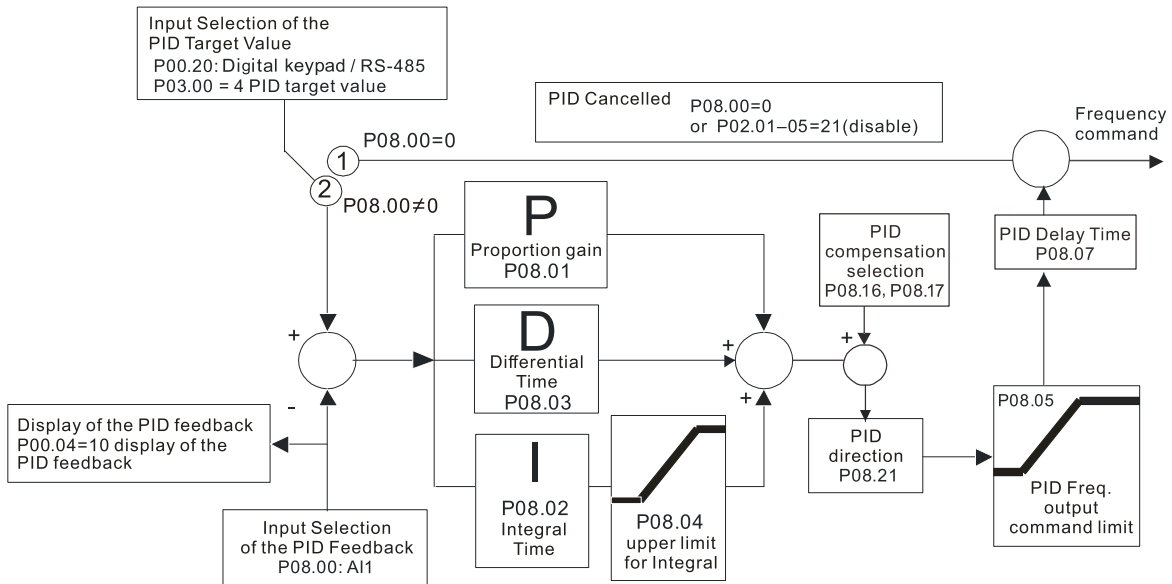 Input Selection of the
PID Target Value
P00.20: Digital keypad / RS-485
P03.00 = 4 PID target value
PID Cancelled
P08.00=0
or P02.01–05=21(disable)
Frequency
command
P08.00=0
1
2
P08.00≠0
P
Proportion gain
P08.01
PID
compensation
selection
P08.16, P08.17
PID Delay Time
P08.07
+
D
Differential
Time
P08.03
+
+
+
-
Display of the PID feedback
P00.04=10 display of the
PID feedback
I
P08.02
Integral
Time
P08.04
upper limit
for Integral
PID
direction
P08.21
P08.05
PID Freq.
output
command limit
Input Selection
of the PID Feedback
P08.00: AI1